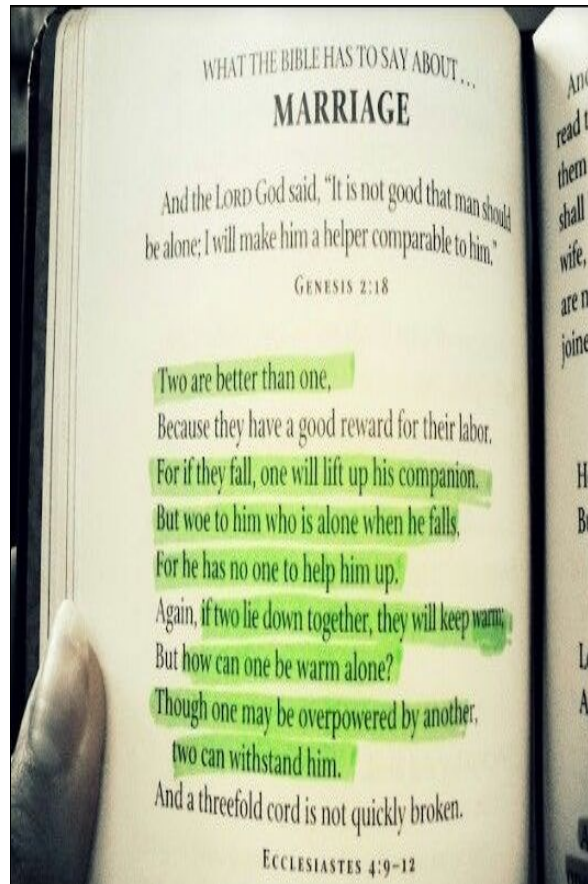 WHAT THE BIBLE HAS TO SAY ABOUT...
MARRIAGE
And the LORD God said, “It is not good that man should
be alone; I will make him a helper comparable to him.”
GENESIS 2:18
Two are better than one,
Because they have a good reward for their labor.
For if they fall, one will lift up his companion.
But woe to him who is alone when he falls,
For he has no one to help him up.
Again, if two lie down together, they will keep warm;
But how can one be warm alone?
Though one may be overpowered by another,
two can withstand him.
And a threefold cord is not quickly broken.
ECCLESIASTES 4:9–12
read
them
shall
wife,
are
joine